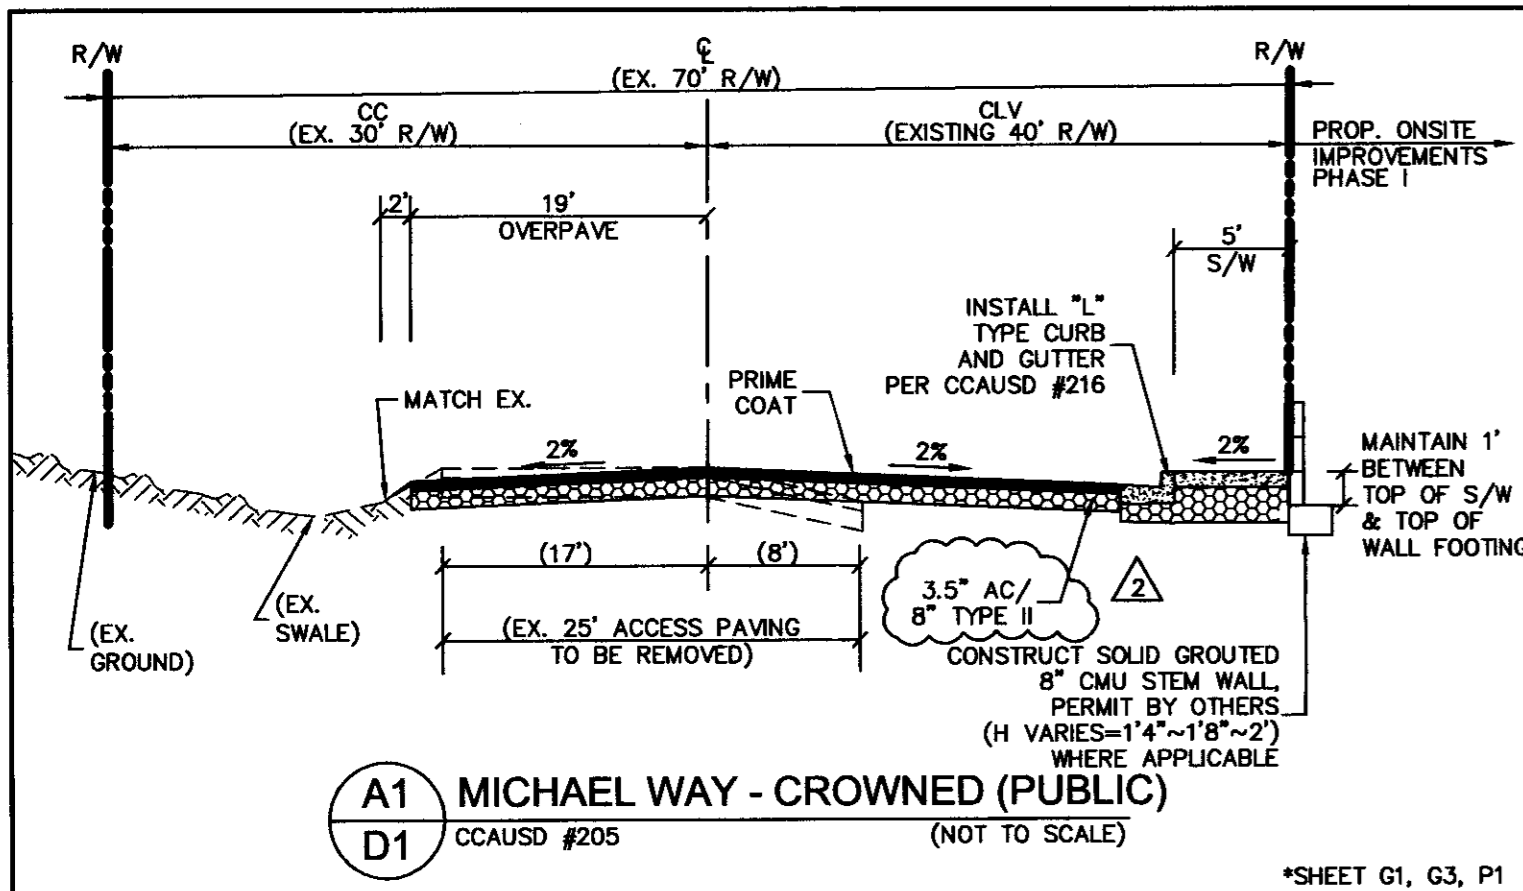 R/W
℄
R/W
(EX. 70' R/W)
CC
(EX. 30' R/W)
CLV
(EXISTING 40' R/W)
PROP. ONSITE
IMPROVEMENTS
PHASE I
2'
19'
OVERPAVE
5'
S/W
INSTALL "L"
TYPE CURB
AND GUTTER
PER CCAUSD #216
MATCH EX.
PRIME
COAT
2%
2%
2%
MAINTAIN 1'
BETWEEN
TOP OF S/W
& TOP OF
WALL FOOTING
(17')
(8')
3.5" AC/
8" TYPE II
2
(EX.
GROUND)
(EX.
SWALE)
(EX. 25' ACCESS PAVING
TO BE REMOVED)
CONSTRUCT SOLID GROUTED
8" CMU STEM WALL,
PERMIT BY OTHERS
(H VARIES=1'4"~1'8"~2')
WHERE APPLICABLE
A1
D1
MICHAEL WAY - CROWNED (PUBLIC)
CCAUSD #205
(NOT TO SCALE)
*SHEET G1, G3, P1